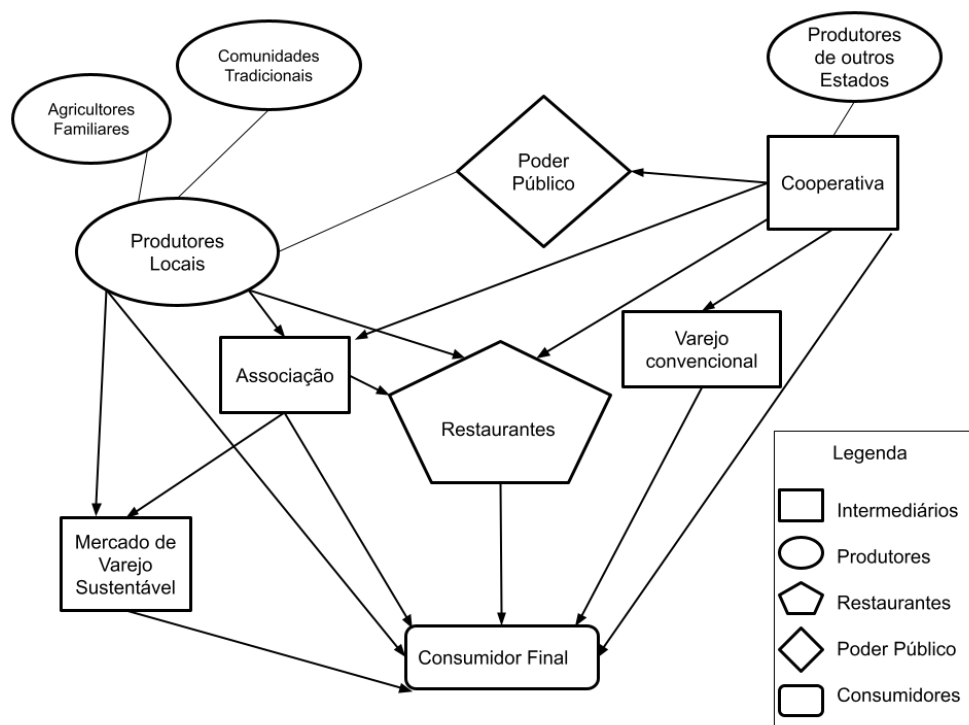 Comunidades
Tradicionais
Produtores
de outros
Estados
Agricultores
Familiares
Poder
Público
Cooperativa
Produtores
Locais
Associação
Varejo
convencional
Restaurantes
Mercado de
Varejo
Sustentável
Consumidor Final
Legenda
Intermediários
Produtores
Restaurantes
Poder Público
Consumidores